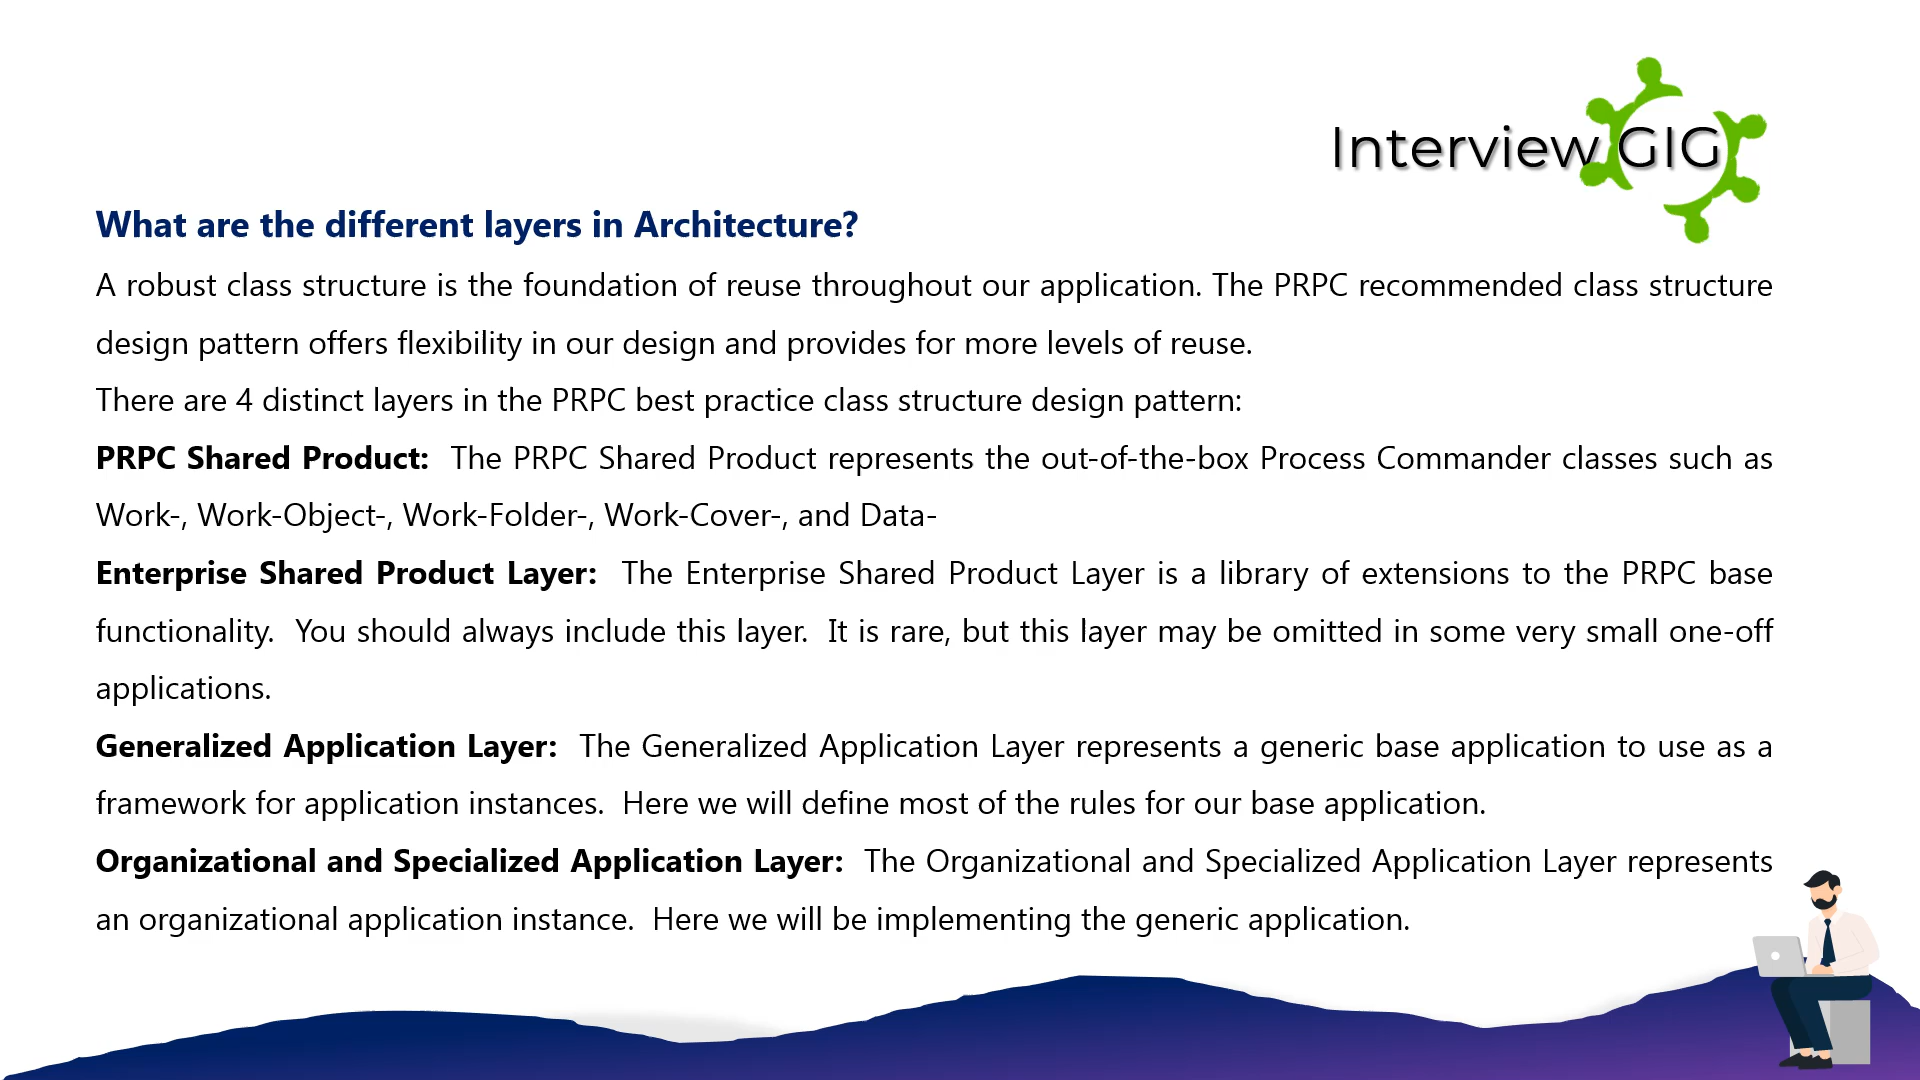 Interview GIG
What are the different layers in Architecture?
A robust class structure is the foundation of reuse throughout our application. The PRPC recommended class structure
design pattern offers flexibility in our design and provides for more levels of reuse.
There are 4 distinct layers in the PRPC best practice class structure design pattern:
PRPC Shared Product: The PRPC Shared Product represents the out-of-the-box Process Commander classes such as
Work-, Work-Object-, Work-Folder-, Work-Cover-, and Data-
Enterprise Shared Product Layer: The Enterprise Shared Product Layer is a library of extensions to the PRPC base
functionality. You should always include this layer. It is rare, but this layer may be omitted in some very small one-off
applications.
Generalized Application Layer: The Generalized Application Layer represents a generic base application to use as a
framework for application instances. Here we will define most of the rules for our base application.
Organizational and Specialized Application Layer: The Organizational and Specialized Application Layer represents
an organizational application instance. Here we will be implementing the generic application.